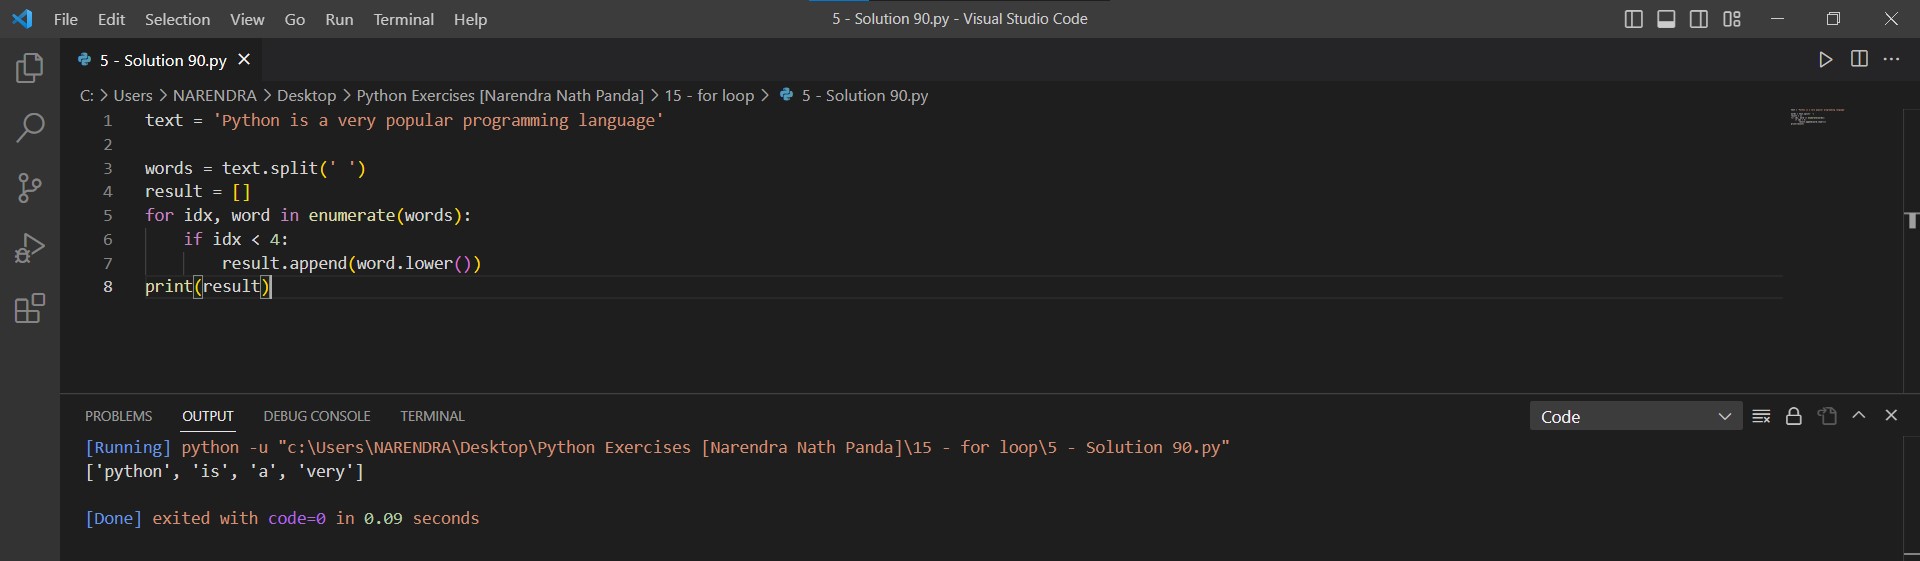 File Edit Selection View Go Run Terminal Help
5 - Solution 90.py - Visual Studio Code
5 - Solution 90.py
C: > Users > NARENDRA > Desktop > Python Exercises [Narendra Nath Panda] > 15 - for loop > 5 - Solution 90.py
1 text = 'Python is a very popular programming language'
2
3 words = text.split(' ')
4 result = []
5 for idx, word in enumerate(words):
6     if idx < 4:
7         result.append(word.lower())
8 print(result)
PROBLEMS OUTPUT DEBUG CONSOLE TERMINAL
Code
[Running] python -u "c:\Users\NARENDRA\Desktop\Python Exercises [Narendra Nath Panda]\15 - for loop\5 - Solution 90.py"
['python', 'is', 'a', 'very']
[Done] exited with code=0 in 0.09 seconds